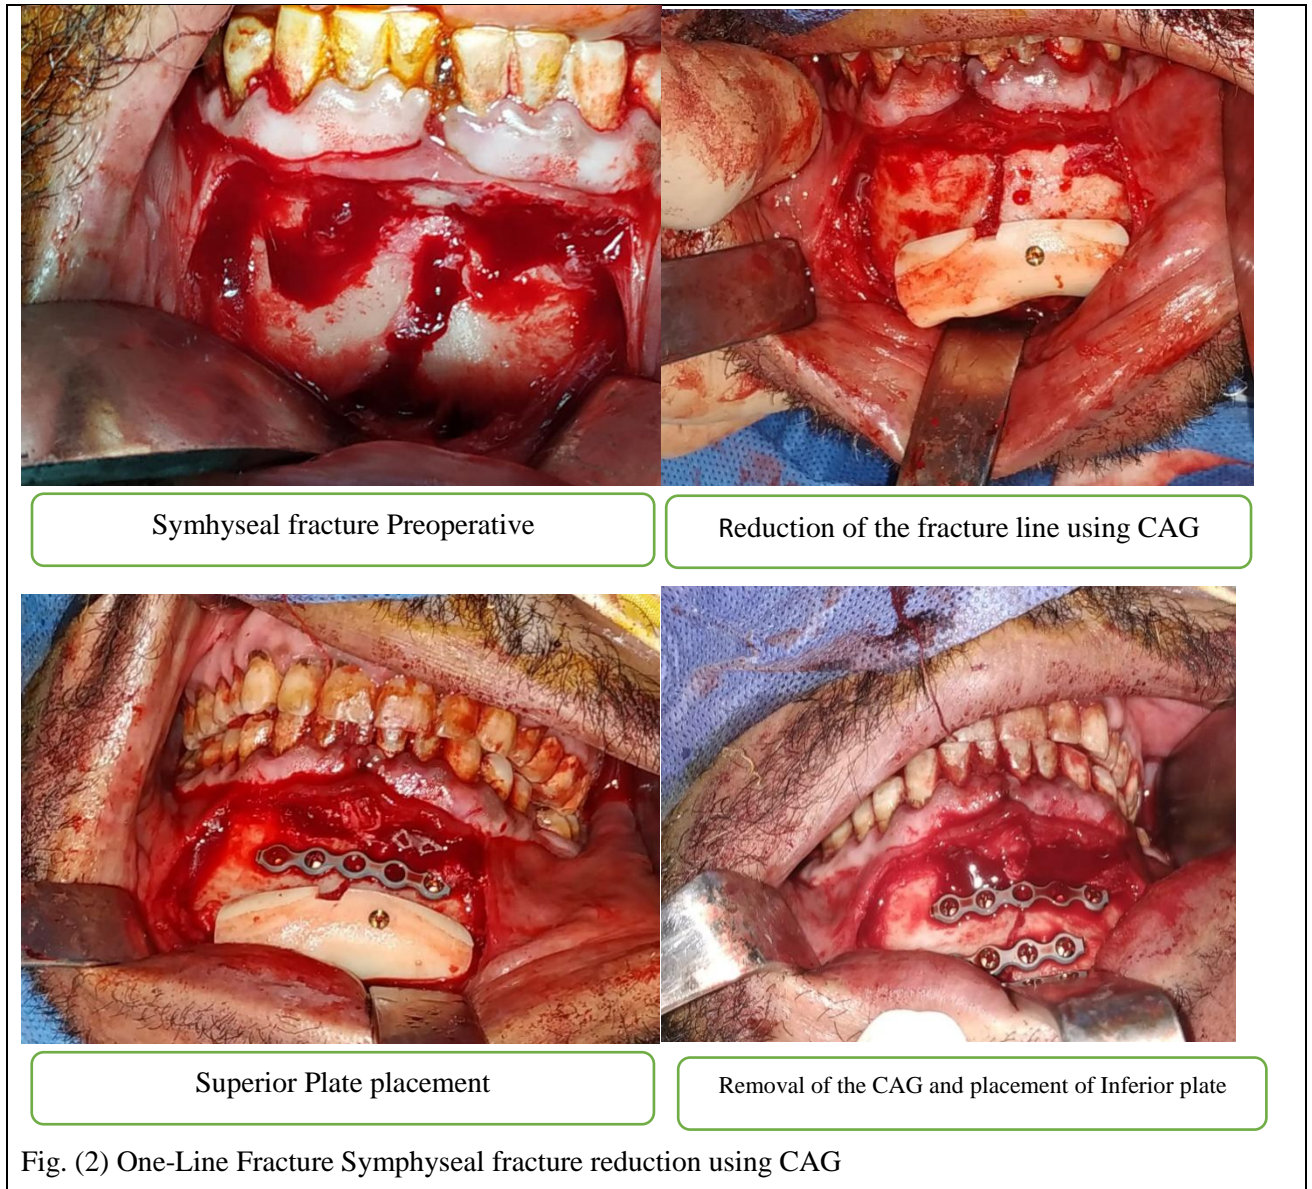 Symhyseal fracture Preoperative
Reduction of the fracture line using CAG
Superior Plate placement
Removal of the CAG and placement of Inferior plate
Fig. (2) One-Line Fracture Symphyseal fracture reduction using CAG